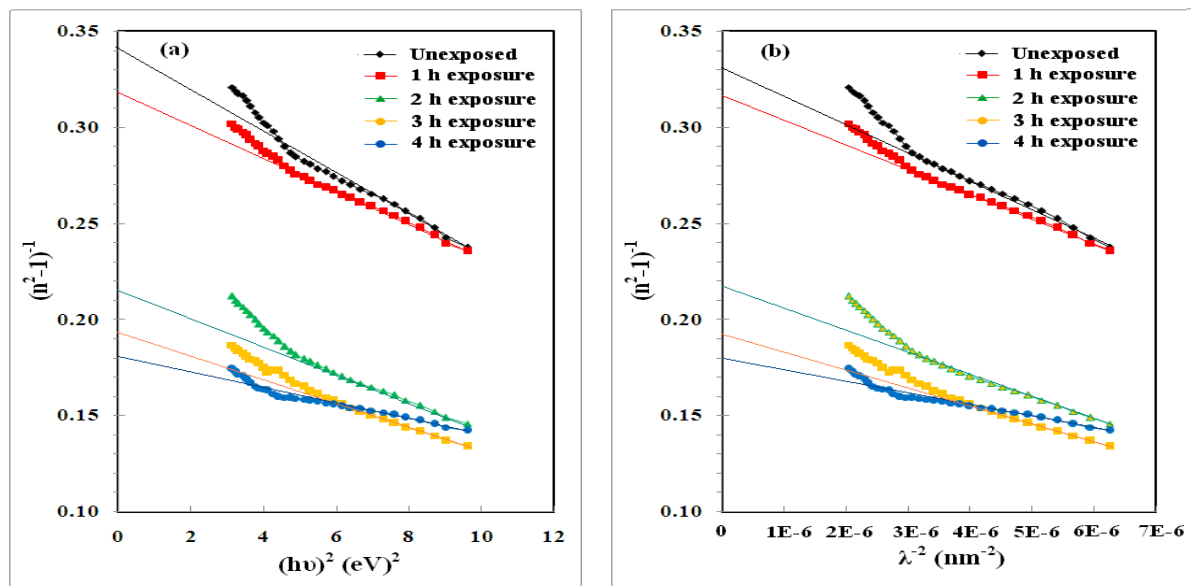 (a)
Unexposed
1 h exposure
2 h exposure
3 h exposure
4 h exposure
0.35
0.30
0.25
0.20
0.15
0.10
(n²-1)⁻¹
0 2 4 6 8 10 12
(hυ)² (eV)²
(b)
Unexposed
1 h exposure
2 h exposure
3 h exposure
4 h exposure
0.35
0.30
0.25
0.20
0.15
0.10
(n²-1)⁻¹
0 1E-6 2E-6 3E-6 4E-6 5E-6 6E-6 7E-6
λ⁻² (nm⁻²)